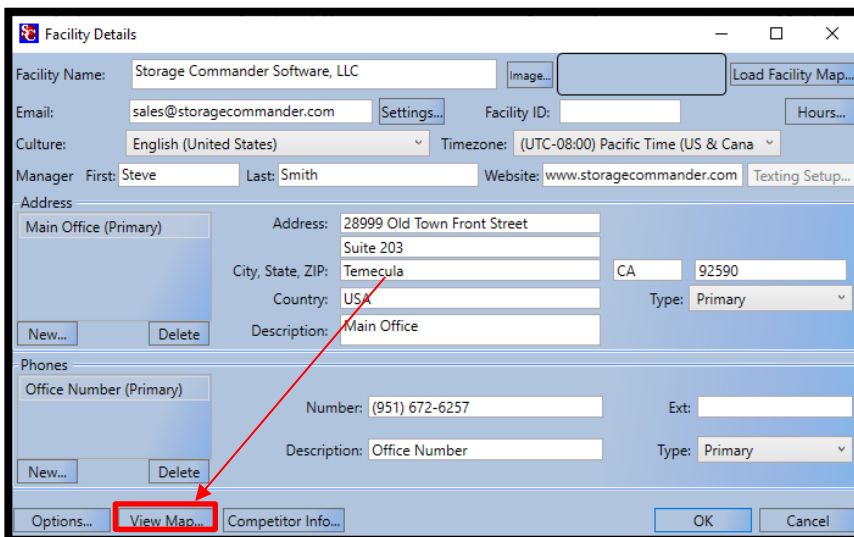 Facility Details
Facility Name: Storage Commander Software, LLC Image... Load Facility Map...
Email: sales@storagecommander.com Settings... Facility ID: Hours...
Culture: English (United States) Timezone: (UTC-08:00) Pacific Time (US & Cana
Manager First: Steve Last: Smith Website: www.storagecommander.com Texting Setup...
Address
Main Office (Primary) Address: 28999 Old Town Front Street
Suite 203
City, State, ZIP: Temecula CA 92590
Country: USA Type: Primary
New... Delete Description: Main Office
Phones
Office Number (Primary)
Number: (951) 672-6257 Ext:
Description: Office Number Type: Primary
New... Delete
Options... View Map... Competitor Info... OK Cancel